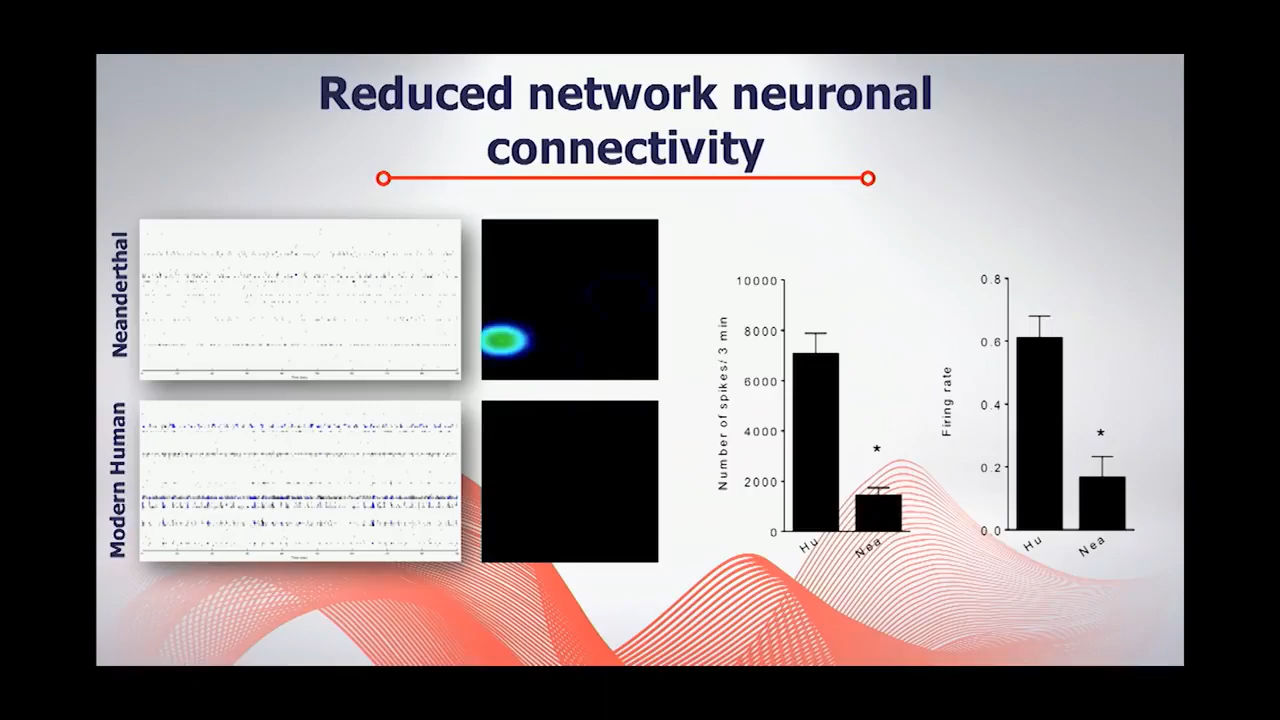 Reduced network neuronal
connectivity
Neanderthal
Modern Human
Number of spikes/ 3 min
10000
8000
6000
4000
2000
0
*
Hu
Nea
Firing rate
0.8
0.6
0.4
0.2
0.0
*
Hu
Nea